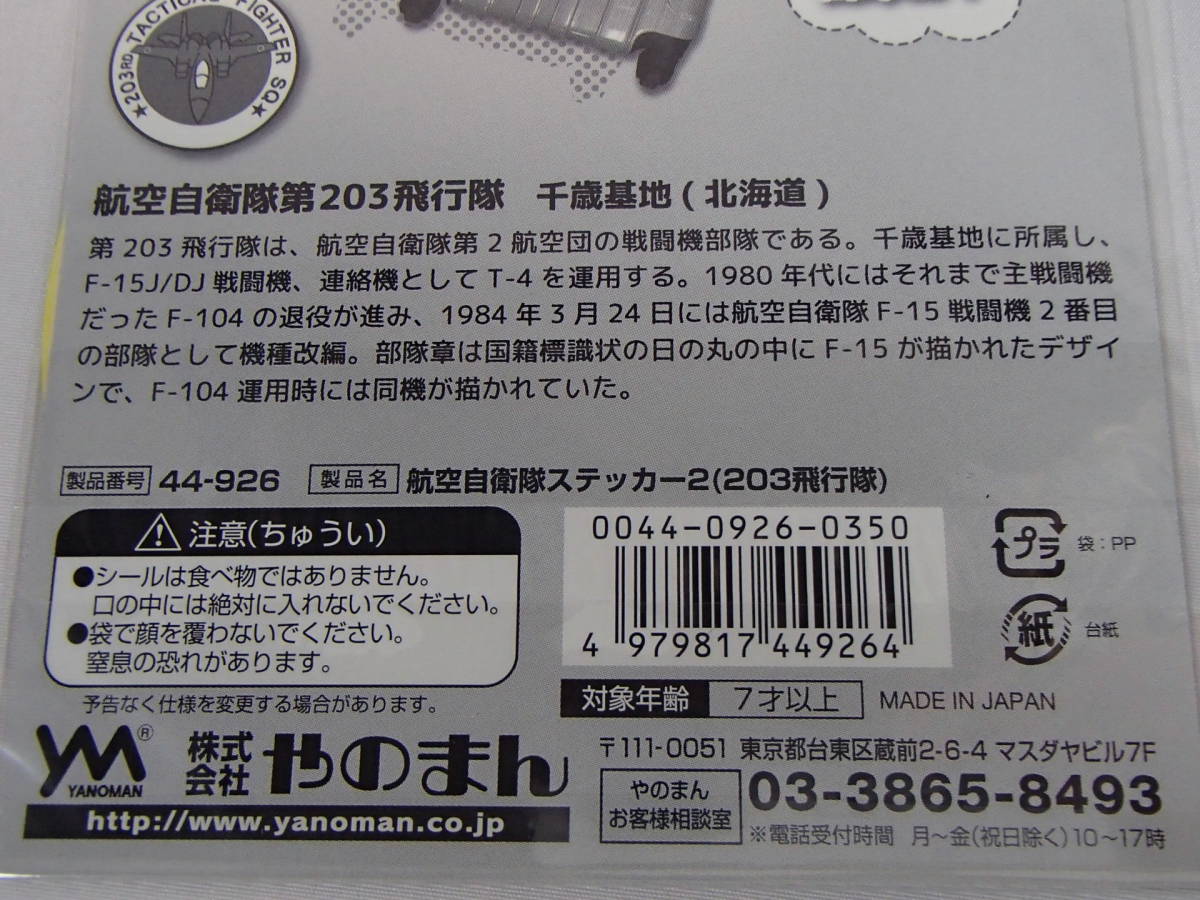 ★203RD TACTICAL FIGHTER SQ★
航空自衛隊第203飛行隊 千歳基地(北海道)
第203飛行隊は、航空自衛隊第2航空団の戦闘機部隊である。千歳基地に所属し、
F-15J/DJ戦闘機、連絡機としてT-4を運用する。1980年代にはそれまで主戦闘機
だったF-104の退役が進み、1984年3月24日には航空自衛隊F-15戦闘機2番目
の部隊として機種改編。部隊章は国籍標識状の日の丸の中にF-15が描かれたデザイ
ンで、F-104運用時には同機が描かれていた。
製品番号 44-926 製品名 航空自衛隊ステッカー2(203飛行隊)
注意(ちゅうい)
●シールは食べ物ではありません。
口の中には絶対に入れないでください。
●袋で顔を覆わないでください。
窒息の恐れがあります。
予告なく仕様を変更する場合があります。
0044-0926-0350
4 979817 449264
プラ 袋:PP
紙 台紙
対象年齢 7才以上 MADE IN JAPAN
YM® YANOMAN
株式会社 やのまん
http://www.yanoman.co.jp
〒111-0051 東京都台東区蔵前2-6-4 マスダヤビル7F
やのまん
お客様相談室
03-3865-8493
※電話受付時間 月~金(祝日除く)10~17時